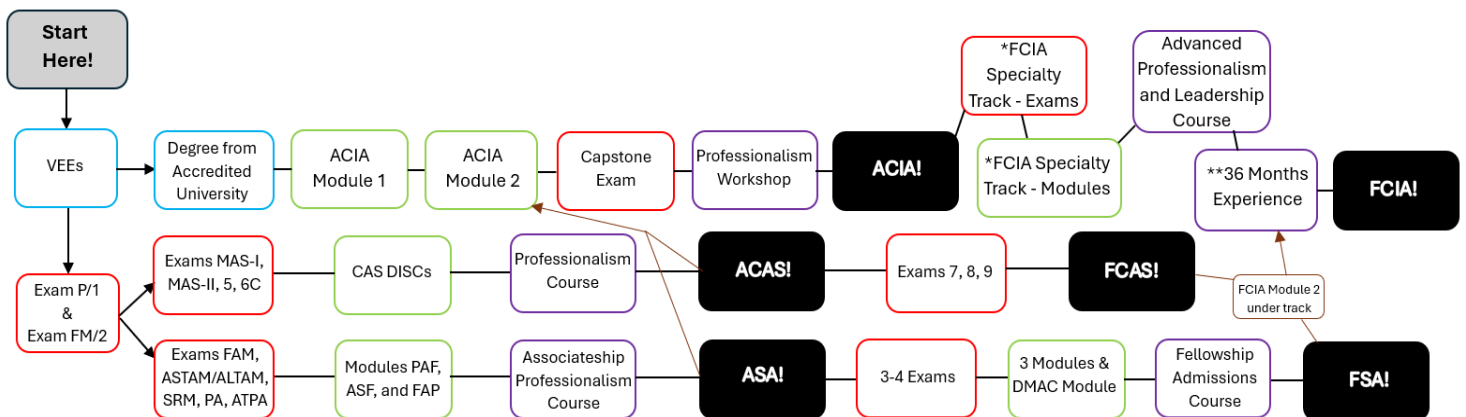 Start
Here!
VEEs
Degree from
Accredited
University
ACIA
Module 1
ACIA
Module 2
Capstone
Exam
Professionalism
Workshop
ACIA!
*FCIA
Specialty
Track - Exams
*FCIA Specialty
Track - Modules
Advanced
Professionalism
and Leadership
Course
**36 Months
Experience
FCIA!
Exam P/1
&
Exam FM/2
Exams MAS-I,
MAS-II, 5, 6C
CAS DISCs
Professionalism
Course
ACAS!
Exams 7, 8, 9
FCAS!
FCIA Module 2
under track
Exams FAM,
ASTAM/ALTAM,
SRM, PA, ATPA
Modules PAF,
ASF, and FAP
Associateship
Professionalism
Course
ASA!
3-4 Exams
3 Modules &
DMAC Module
Fellowship
Admissions
Course
FSA!